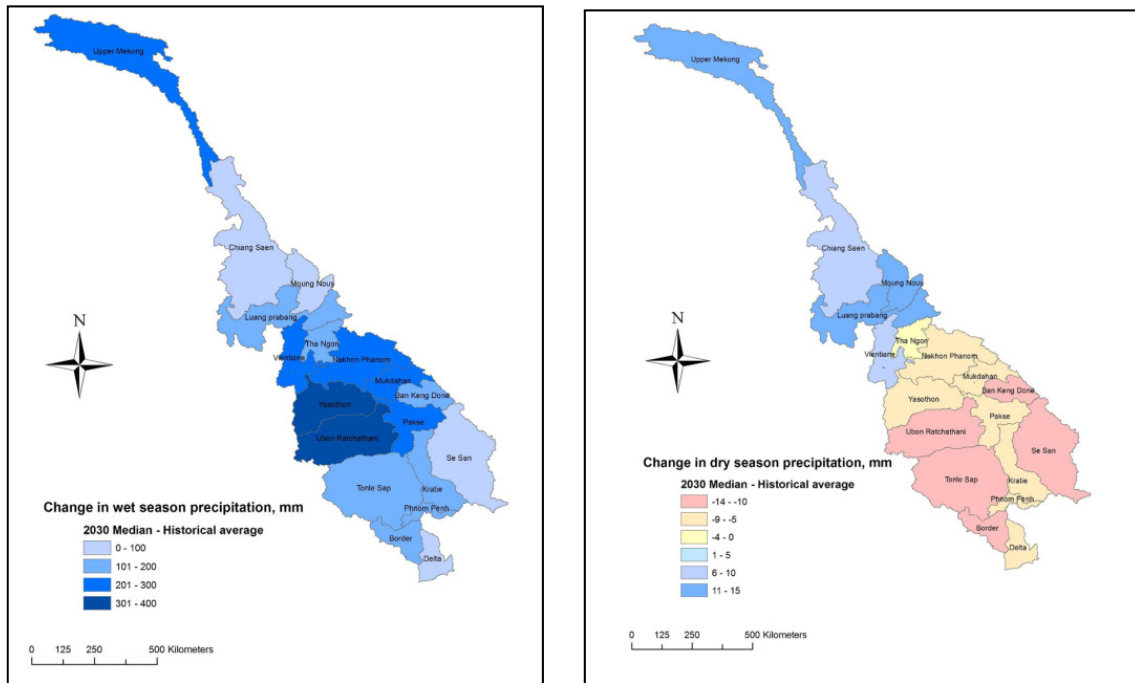 Upper Mekong
Chiang Saen
Moung Nouy
Luang prabang
Tha Ngon
Vientiane
Nakhon Phanom
Mukdahan
Ban Keng Done
Yasothon
Pakse
Ubon Ratchathani
Se San
Tonle Sap
Kratie
Phnom Penh
Border
Delta
N
Change in wet season precipitation, mm
2030 Median - Historical average
0 - 100
101 - 200
201 - 300
301 - 400
0 125 250 500 Kilometers
Upper Mekong
Chiang Saen
Moung Nouy
Luang prabang
Tha Ngon
Vientiane
Nakhon Phanom
Mukdahan
Ban Keng Done
Yasothon
Pakse
Ubon Ratchathani
Se San
Tonle Sap
Kratie
Phnom Penh
Border
Delta
N
Change in dry season precipitation, mm
2030 Median - Historical average
-14 - -10
-9 - -5
-4 - 0
1 - 5
6 - 10
11 - 15
0 125 250 500 Kilometers